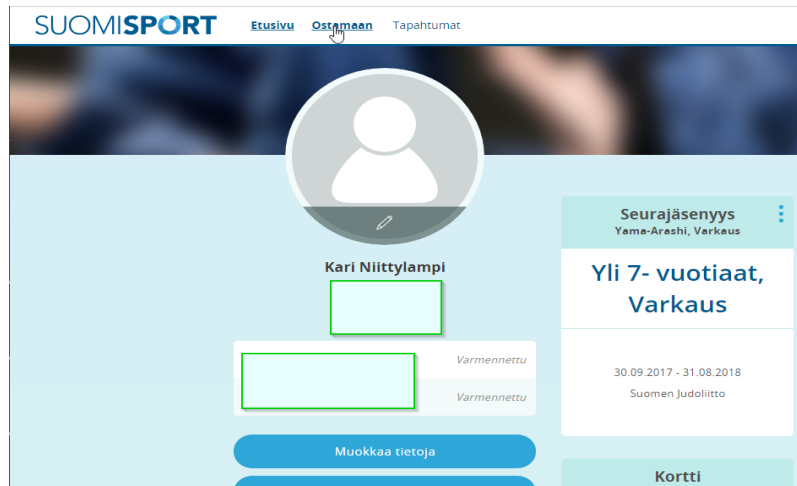 SUOMISPORT
Etusivu Ostamaan Tapahtumat
Kari Niittylampi
Varmennettu
Varmennettu
Muokkaa tietoja
Seurajäsenyys
Yama-Arashi, Varkaus
Yli 7- vuotiaat,
Varkaus
30.09.2017 - 31.08.2018
Suomen Judoliitto
Kortti